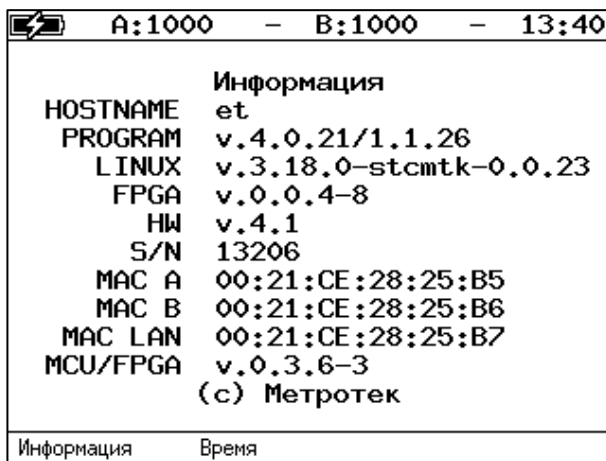 A:1000 – B:1000 – 13:40
Информация
HOSTNAME et
PROGRAM v.4.0.21/1.1.26
LINUX v.3.18.0-stcmtk-0.0.23
FPGA v.0.0.4-8
HW v.4.1
S/N 13206
MAC A 00:21:CE:28:25:B5
MAC B 00:21:CE:28:25:B6
MAC LAN 00:21:CE:28:25:B7
MCU/FPGA v.0.3.6-3
(c) Метротек
Информация Время